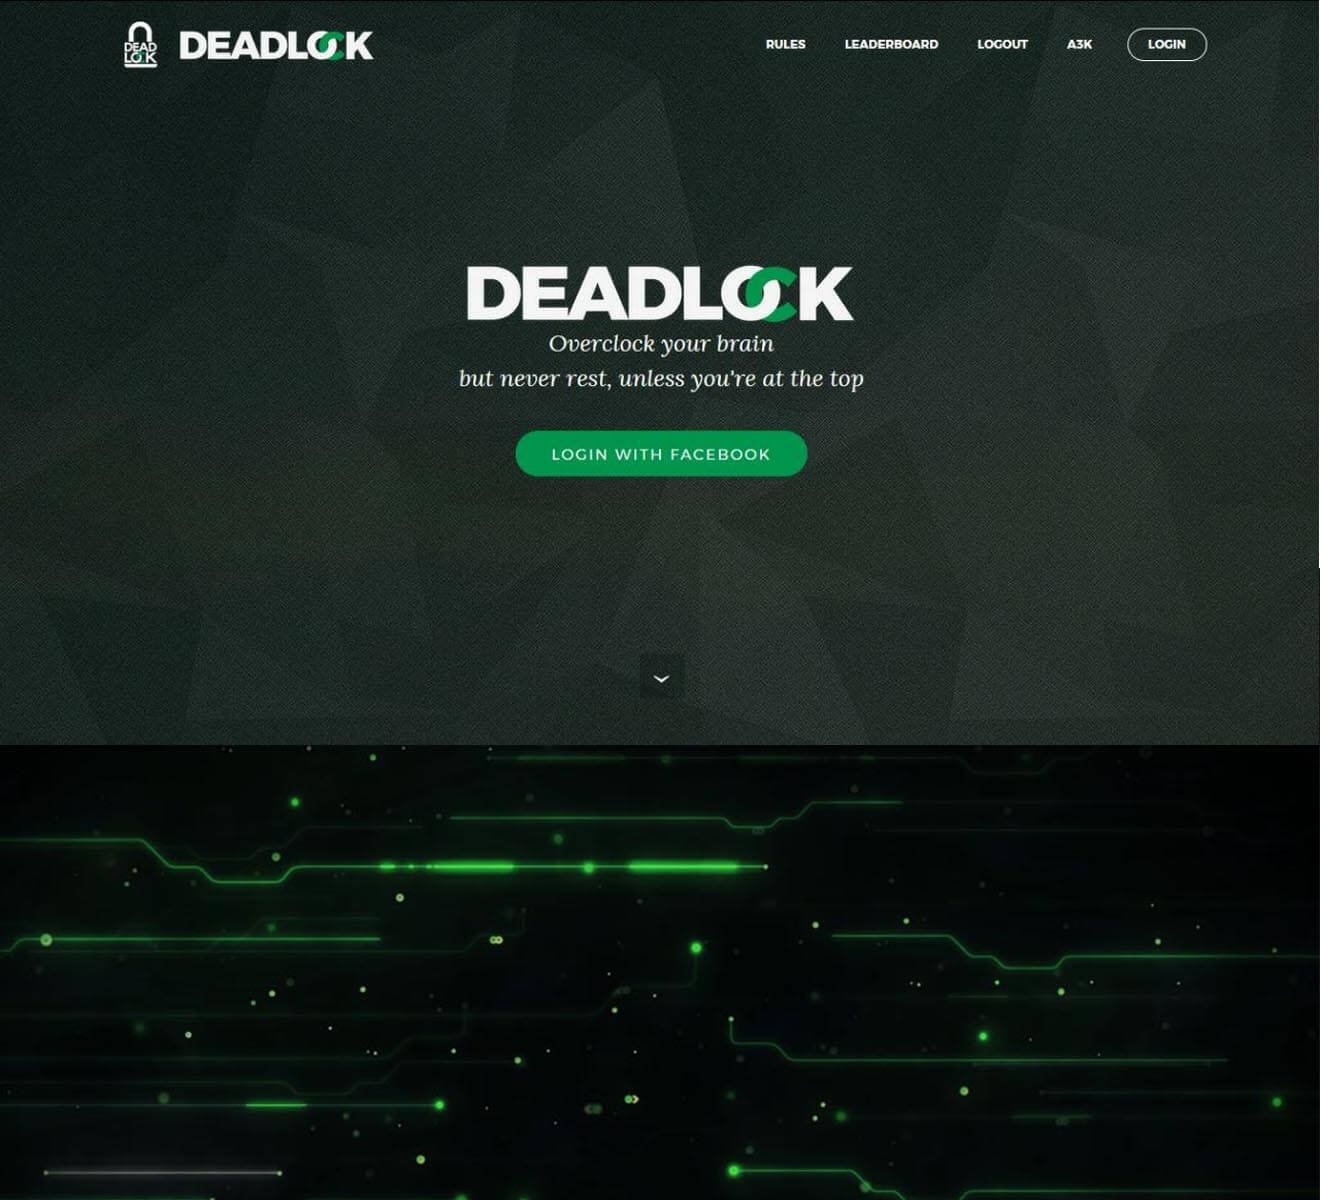 DEAD
LOCK
DEADLOCK
RULES
LEADERBOARD
LOGOUT
A3K
LOGIN
DEADLOCK
Overclock your brain
but never rest, unless you're at the top
LOGIN WITH FACEBOOK